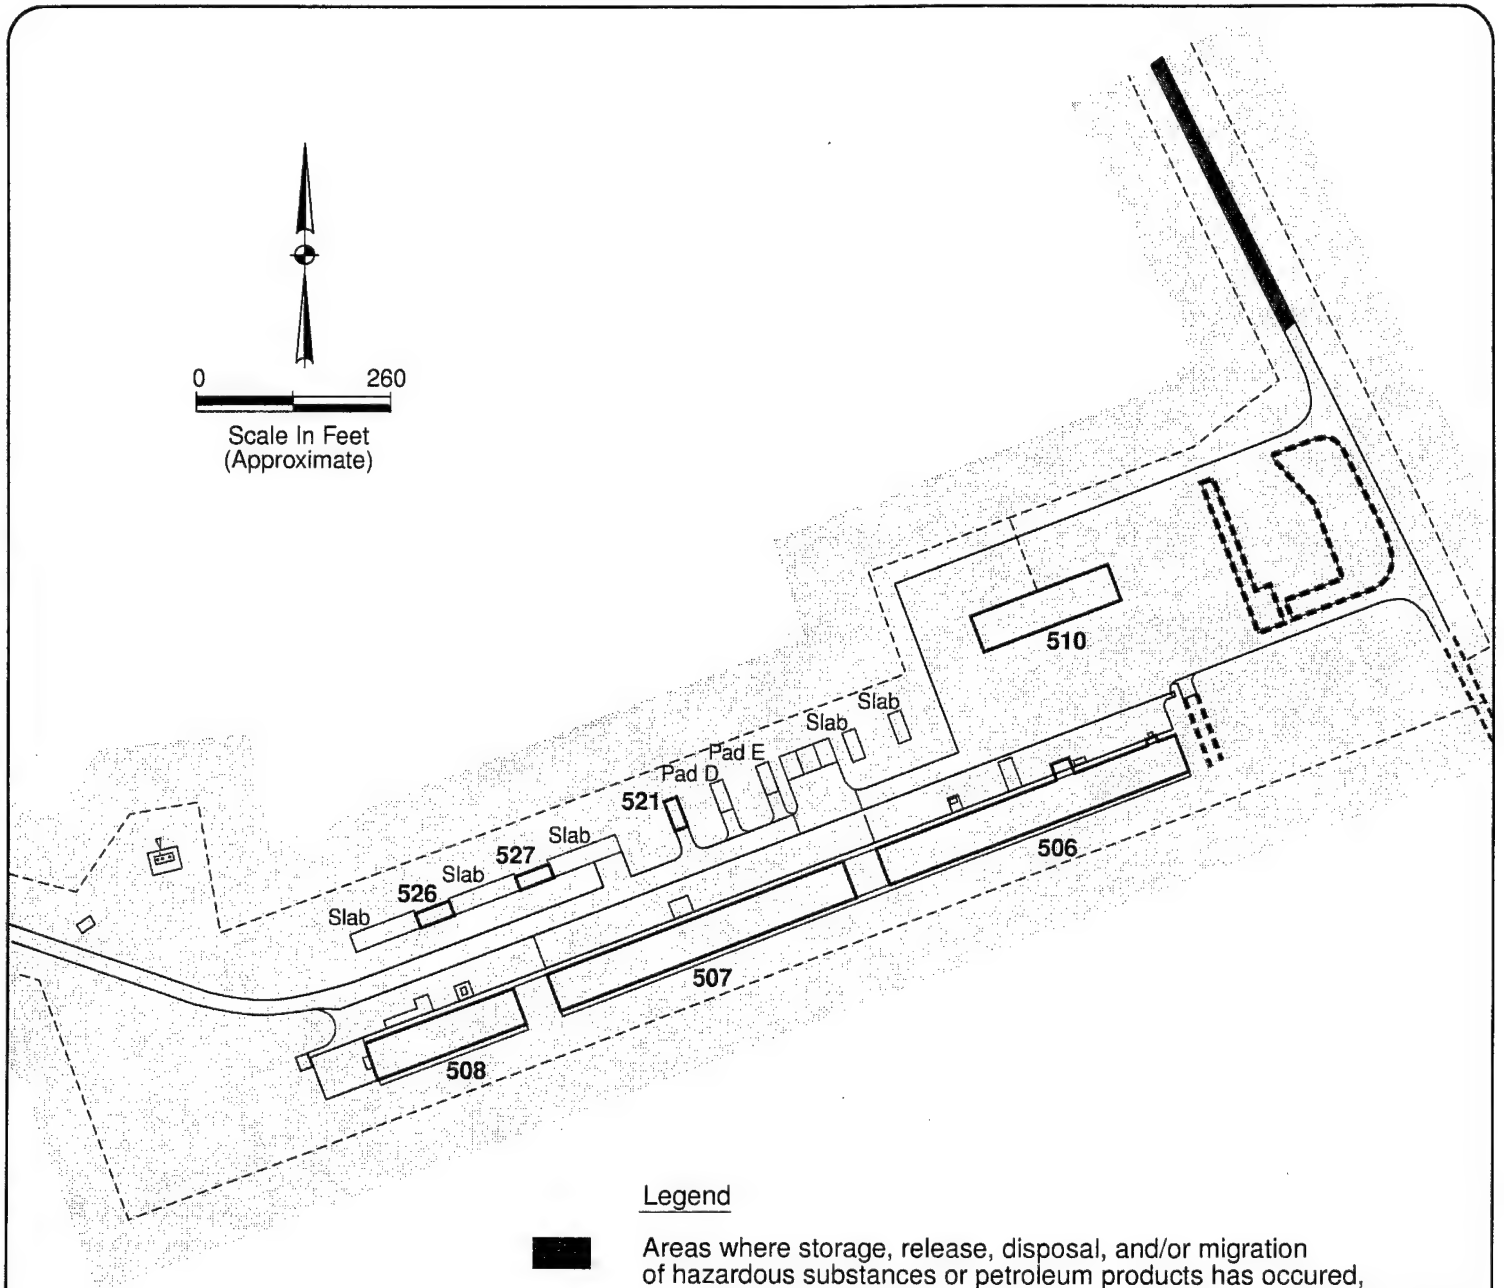 0 260
Scale In Feet
(Approximate)
510
Slab
Slab
Pad E
Pad D
521
Slab
527
Slab
526
Slab
506
507
508
Legend
Areas where storage, release, disposal, and/or migration
of hazardous substances or petroleum products has occured,